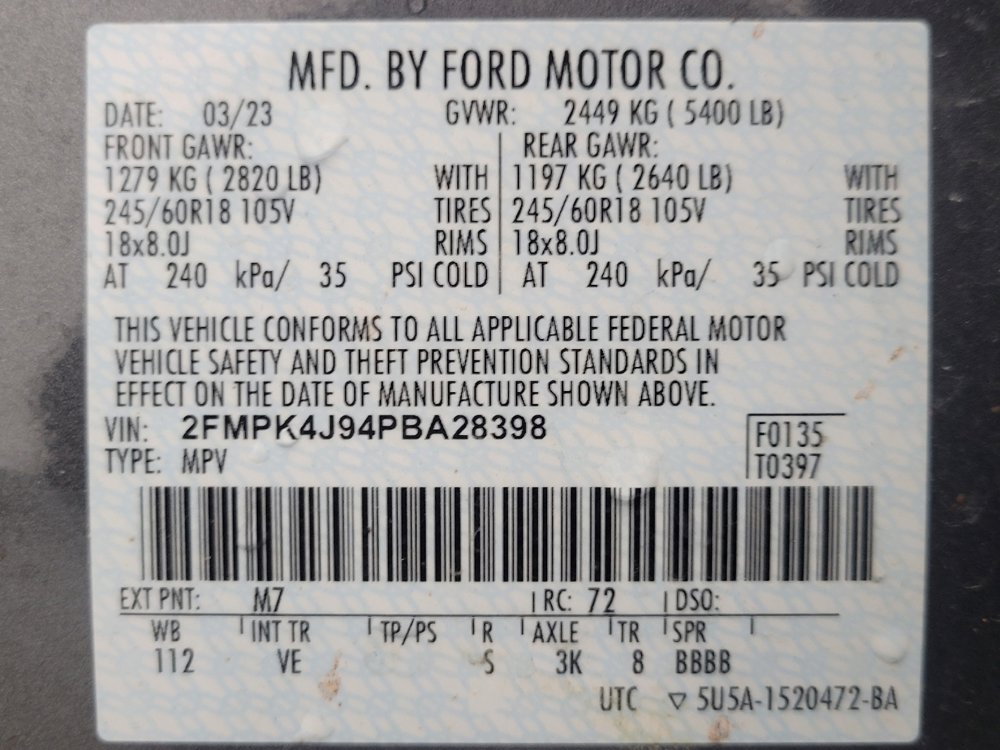 MFD. BY FORD MOTOR CO.
DATE: 03/23 GVWR: 2449 KG ( 5400 LB)
FRONT GAWR: REAR GAWR:
1279 KG ( 2820 LB) WITH 1197 KG ( 2640 LB) WITH
245/60R18 105V TIRES 245/60R18 105V TIRES
18x8.0J RIMS 18x8.0J RIMS
AT 240 kPa/ 35 PSI COLD AT 240 kPa/ 35 PSI COLD
THIS VEHICLE CONFORMS TO ALL APPLICABLE FEDERAL MOTOR
VEHICLE SAFETY AND THEFT PREVENTION STANDARDS IN
EFFECT ON THE DATE OF MANUFACTURE SHOWN ABOVE.
VIN: 2FMPK4J94PBA28398 F0135
TYPE: MPV T0397
EXT PNT: M7 RC: 72 DSO:
WB INT TR TP/PS R AXLE TR SPR
112 VE S 3K 8 BBBB
UTC ▽ 5U5A-1520472-BA